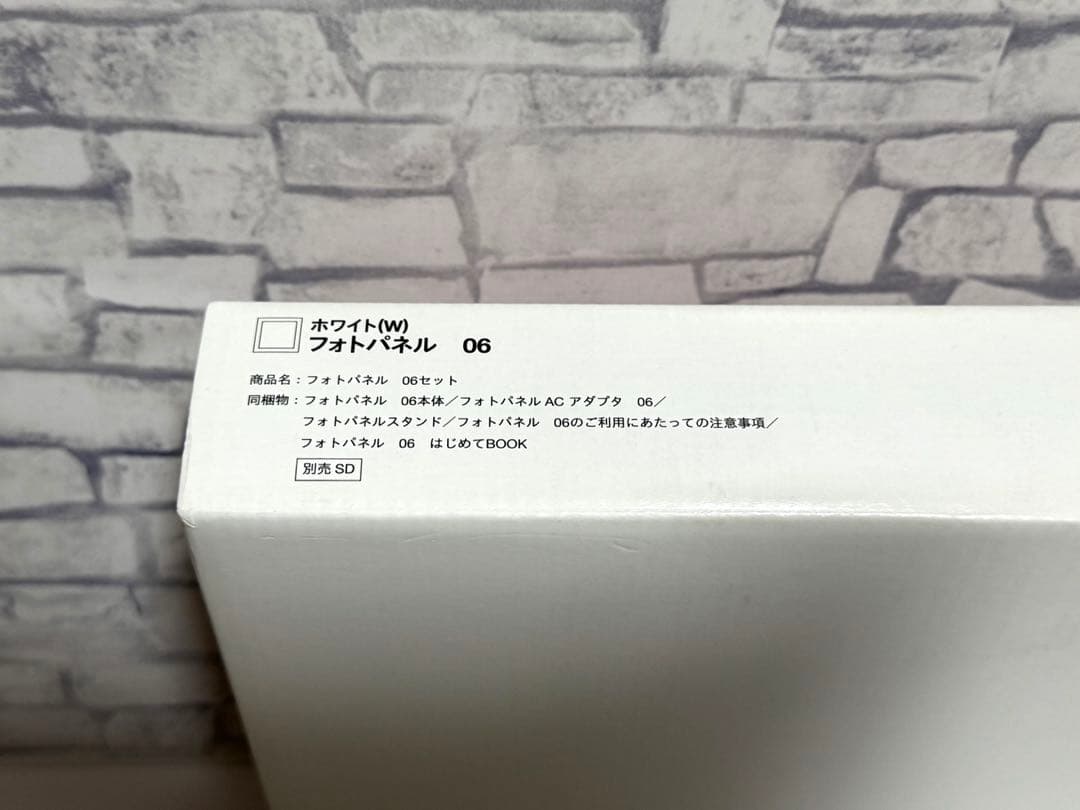 ホワイト(W)
フォトパネル　06
商品名：フォトパネル　06セット
同梱物：フォトパネル　06本体／フォトパネル AC アダプタ　06／
フォトパネルスタンド／フォトパネル　06のご利用にあたっての注意事項／
フォトパネル　06　はじめてBOOK
別売 SD